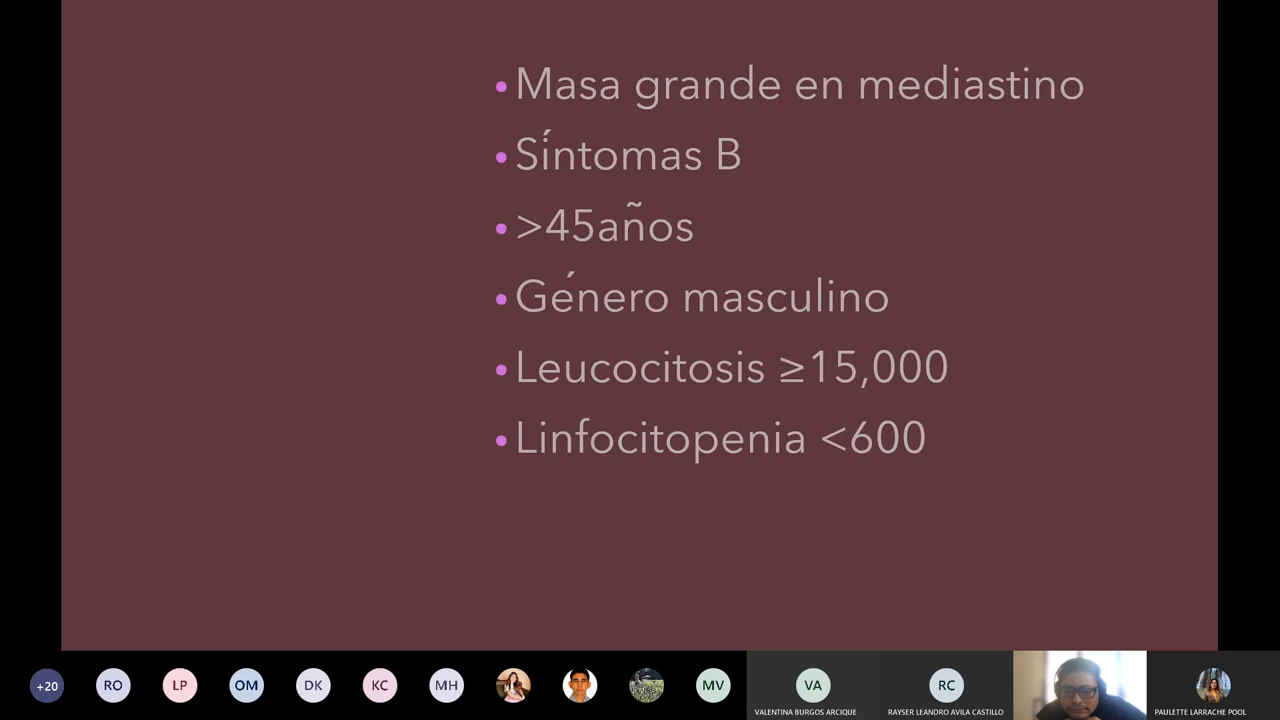 • Masa grande en mediastino
• Síntomas B
• >45años
• Género masculino
• Leucocitosis ≥15,000
• Linfocitopenia <600
+20 RO LP OM DK KC MH MV VA RC
VALENTINA BURGOS ARCIQUE RAYSER LEANDRO AVILA CASTILLO PAULETTE LARRACHE POOL